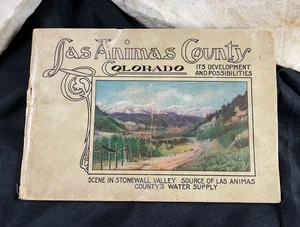 Las Animas County
COLORADO
ITS DEVELOPMENT
AND POSSIBILITIES
SCENE IN STONEWALL VALLEY SOURCE OF LAS ANIMAS
COUNTY'S WATER SUPPLY